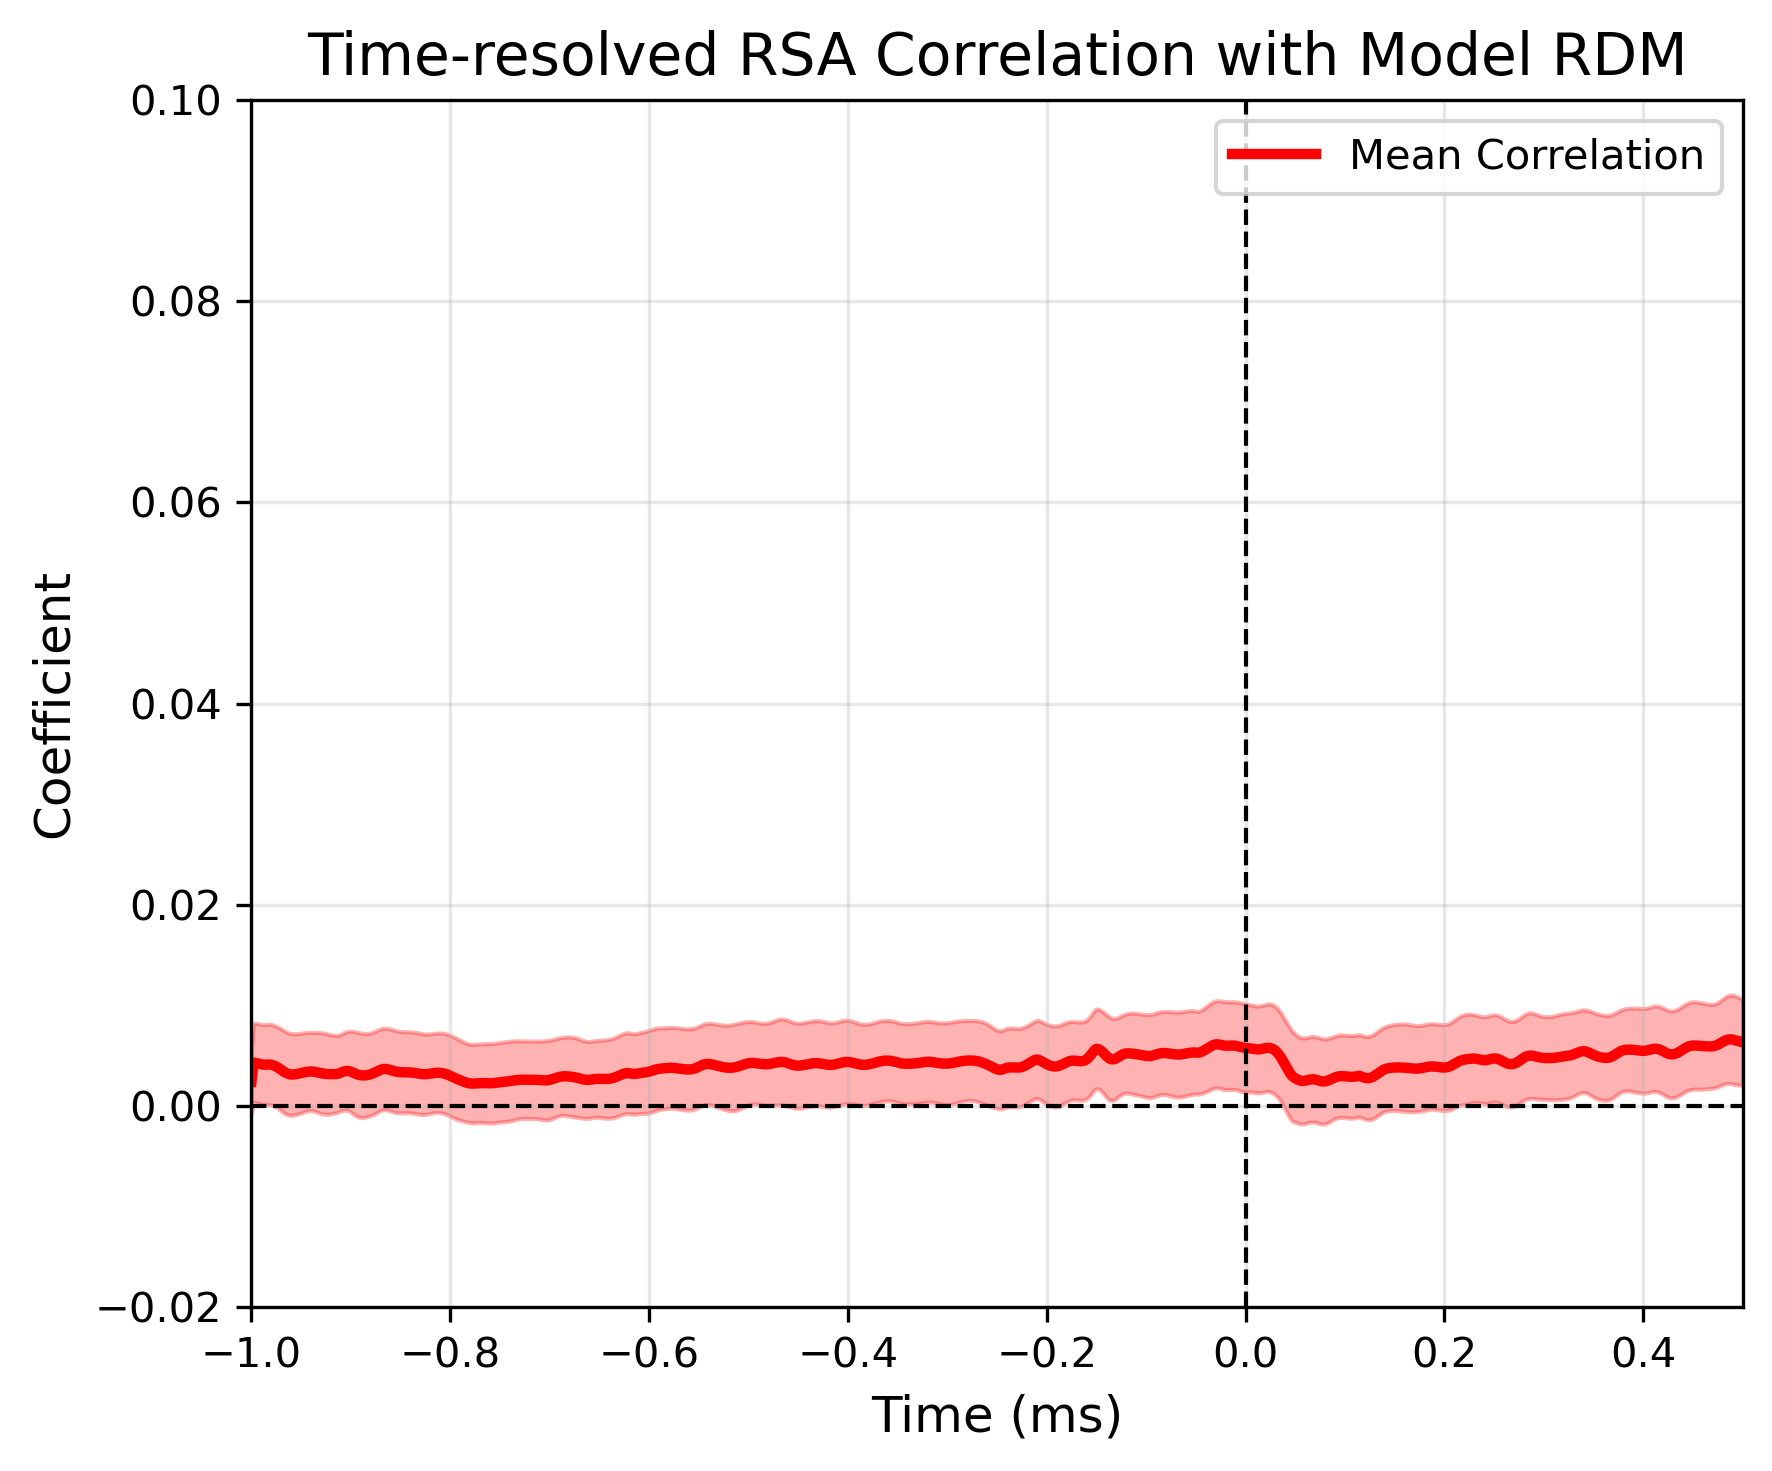 Time-resolved RSA Correlation with Model RDM
0.10
0.08
0.06
0.04
0.02
0.00
−0.02
Coefficient
Mean Correlation
−1.0 −0.8 −0.6 −0.4 −0.2 0.0 0.2 0.4
Time (ms)